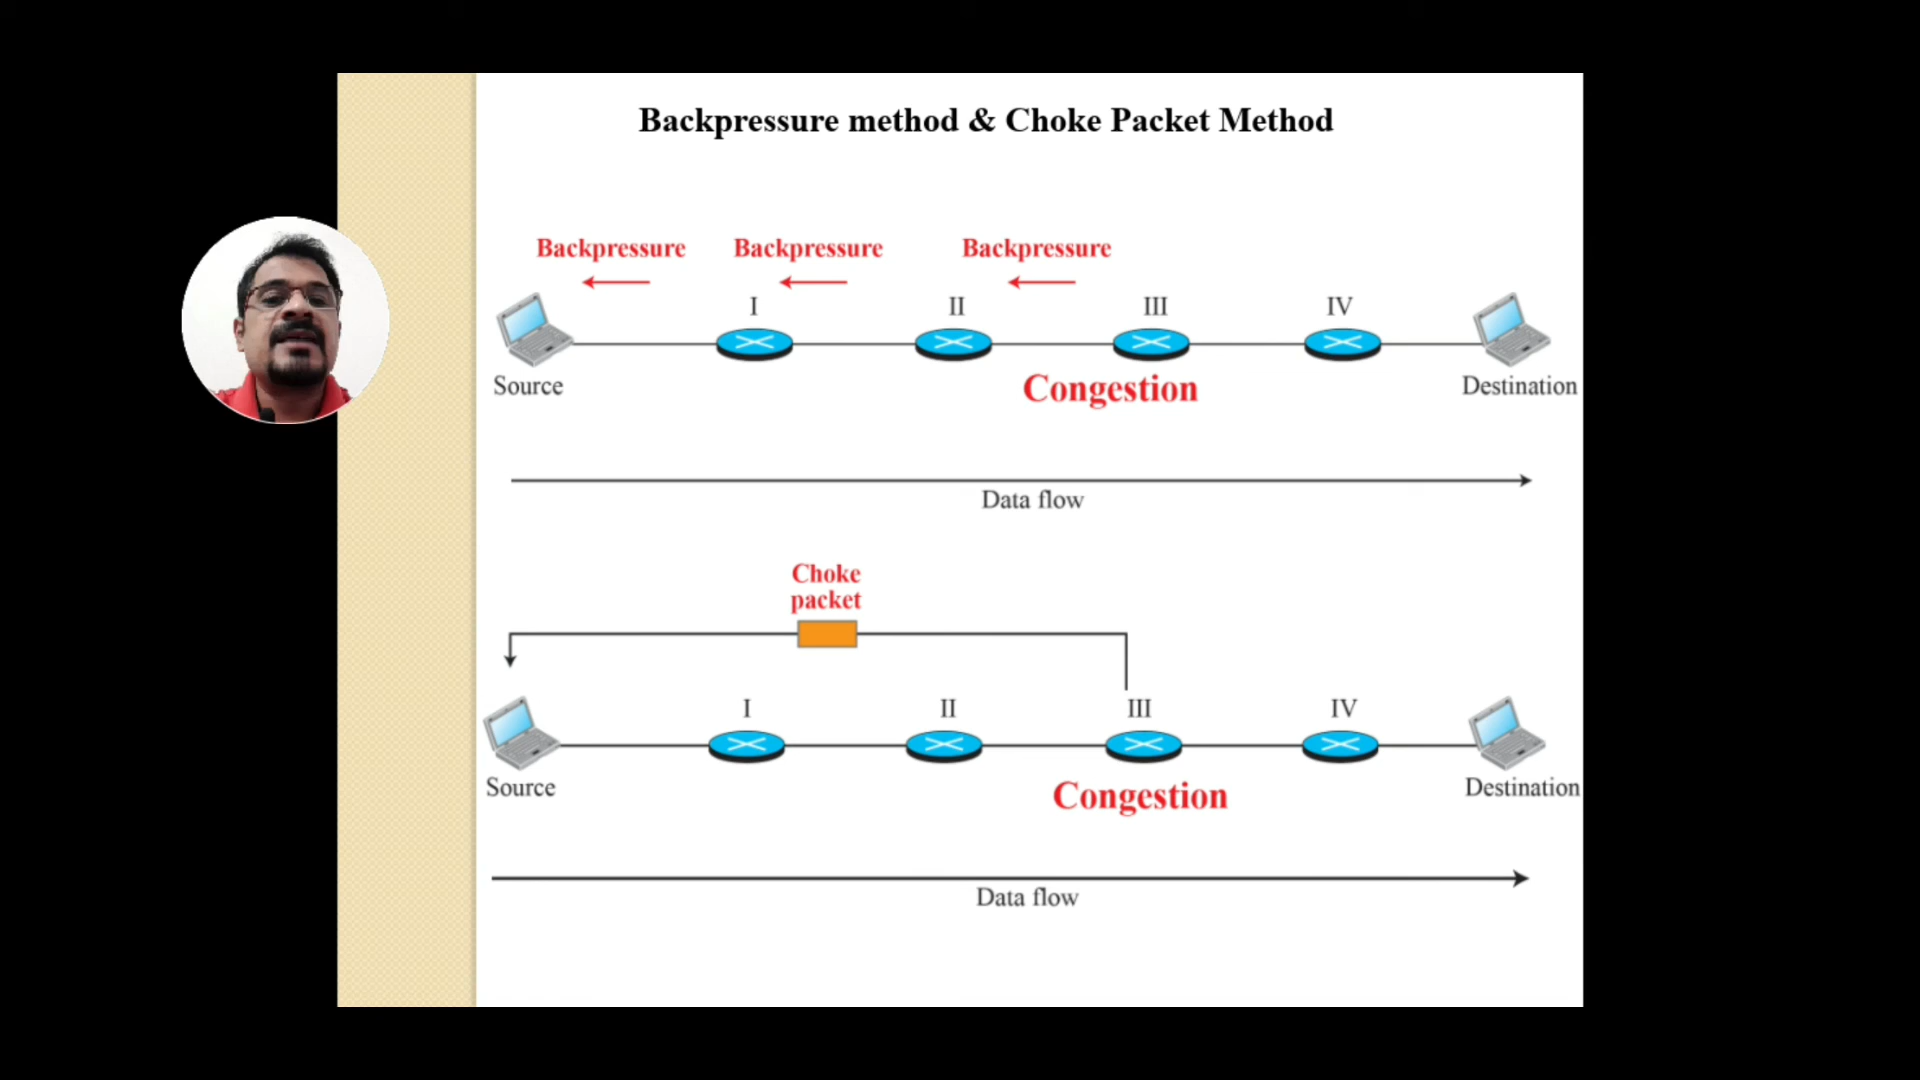 Backpressure method & Choke Packet Method
Backpressure Backpressure Backpressure
I II III IV
Source Congestion Destination
Data flow
Choke
packet
I II III IV
Source Congestion Destination
Data flow